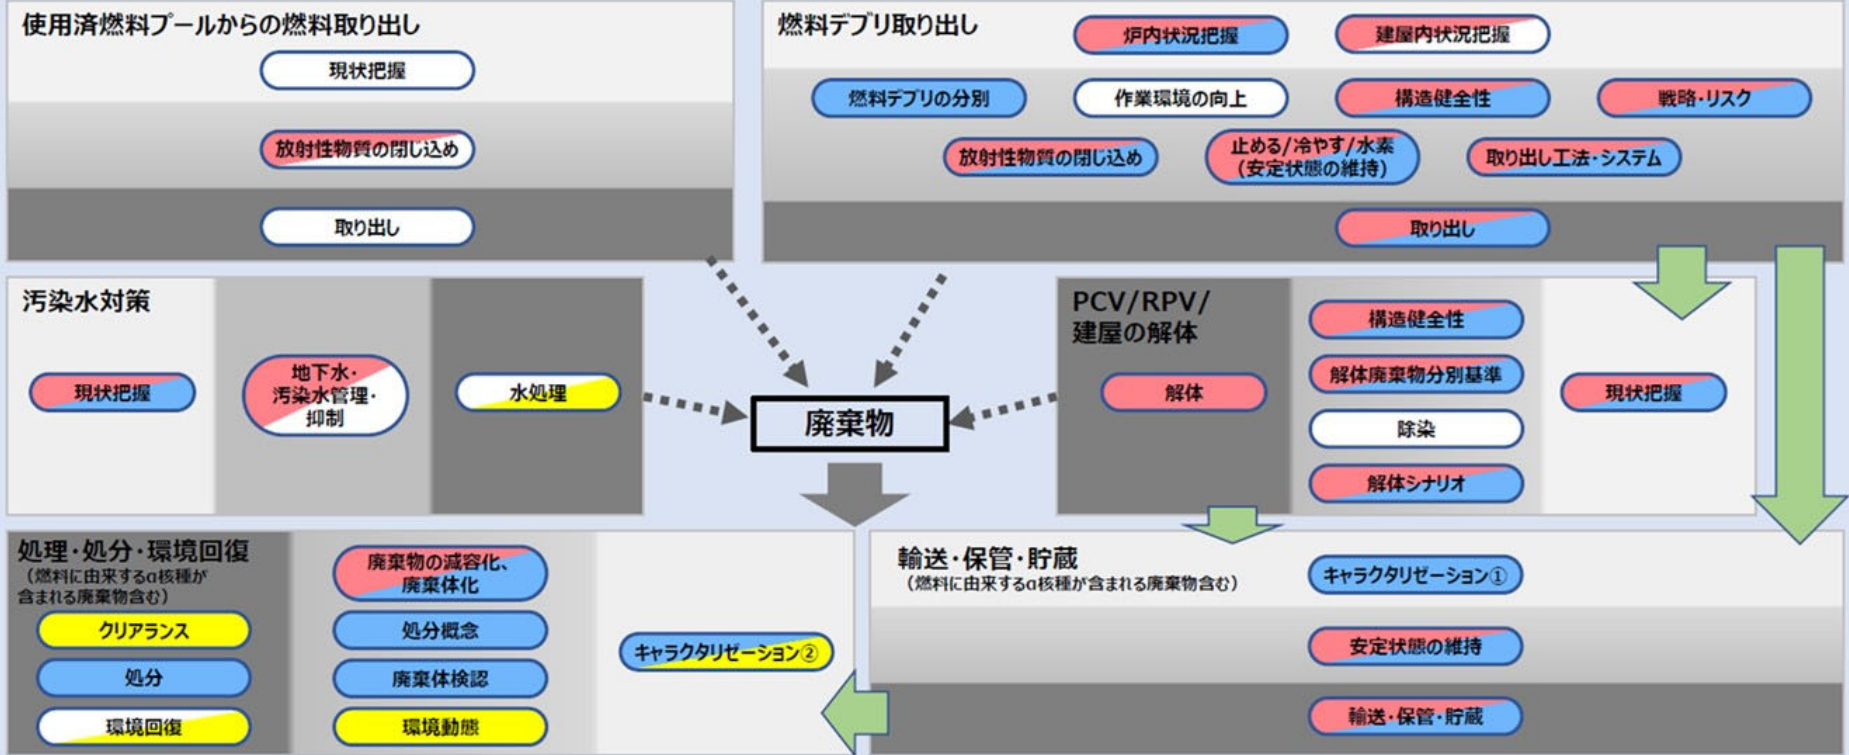 使用済燃料プールからの燃料取り出し
現状把握
放射性物質の閉じ込め
取り出し
燃料デブリ取り出し
炉内状況把握
建屋内状況把握
燃料デブリの分別
作業環境の向上
構造健全性
戦略・リスク
放射性物質の閉じ込め
止める/冷やす/水素
(安定状態の維持)
取り出し工法・システム
取り出し
汚染水対策
現状把握
地下水・
汚染水管理・
抑制
水処理
廃棄物
PCV/RPV/
建屋の解体
解体
構造健全性
解体廃棄物分別基準
除染
解体シナリオ
現状把握
処理・処分・環境回復
(燃料に由来するα核種が
含まれる廃棄物含む)
クリアランス
処分
環境回復
廃棄物の減容化、
廃棄体化
処分概念
廃棄体検認
環境動態
キャラクタリゼーション②
輸送・保管・貯蔵
(燃料に由来するα核種が含まれる廃棄物含む)
キャラクタリゼーション①
安定状態の維持
輸送・保管・貯蔵